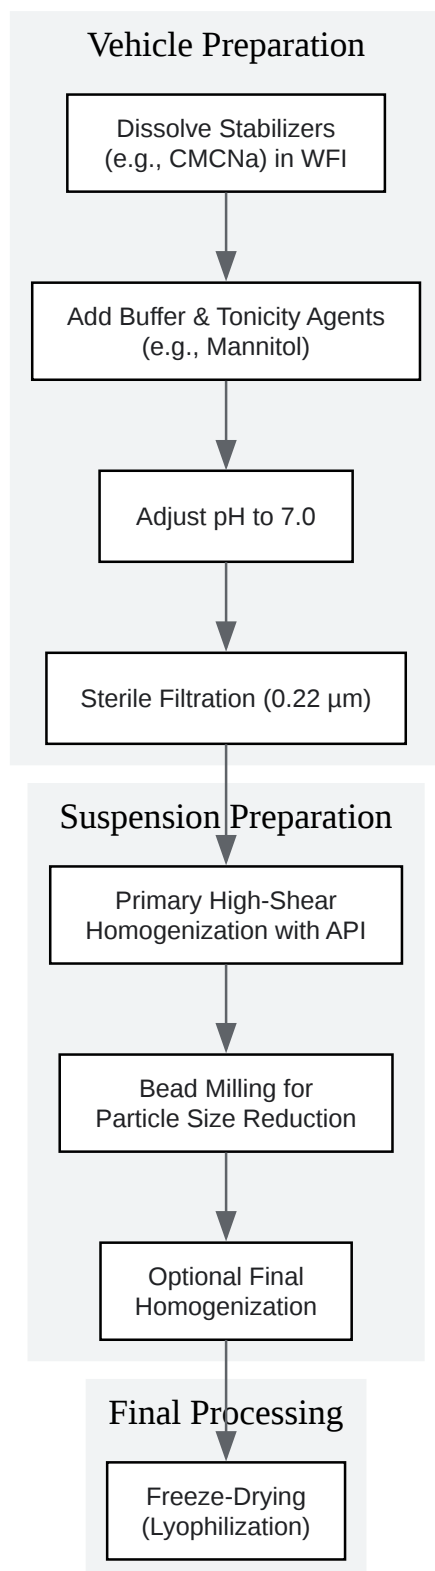 Vehicle Preparation
Dissolve Stabilizers
(e.g., CMCNa) in WFI
Add Buffer & Tonicity Agents
(e.g., Mannitol)
Adjust pH to 7.0
Sterile Filtration (0.22 µm)
Suspension Preparation
Primary High-Shear
Homogenization with API
Bead Milling for
Particle Size Reduction
Optional Final
Homogenization
Final Processing
Freeze-Drying
(Lyophilization)